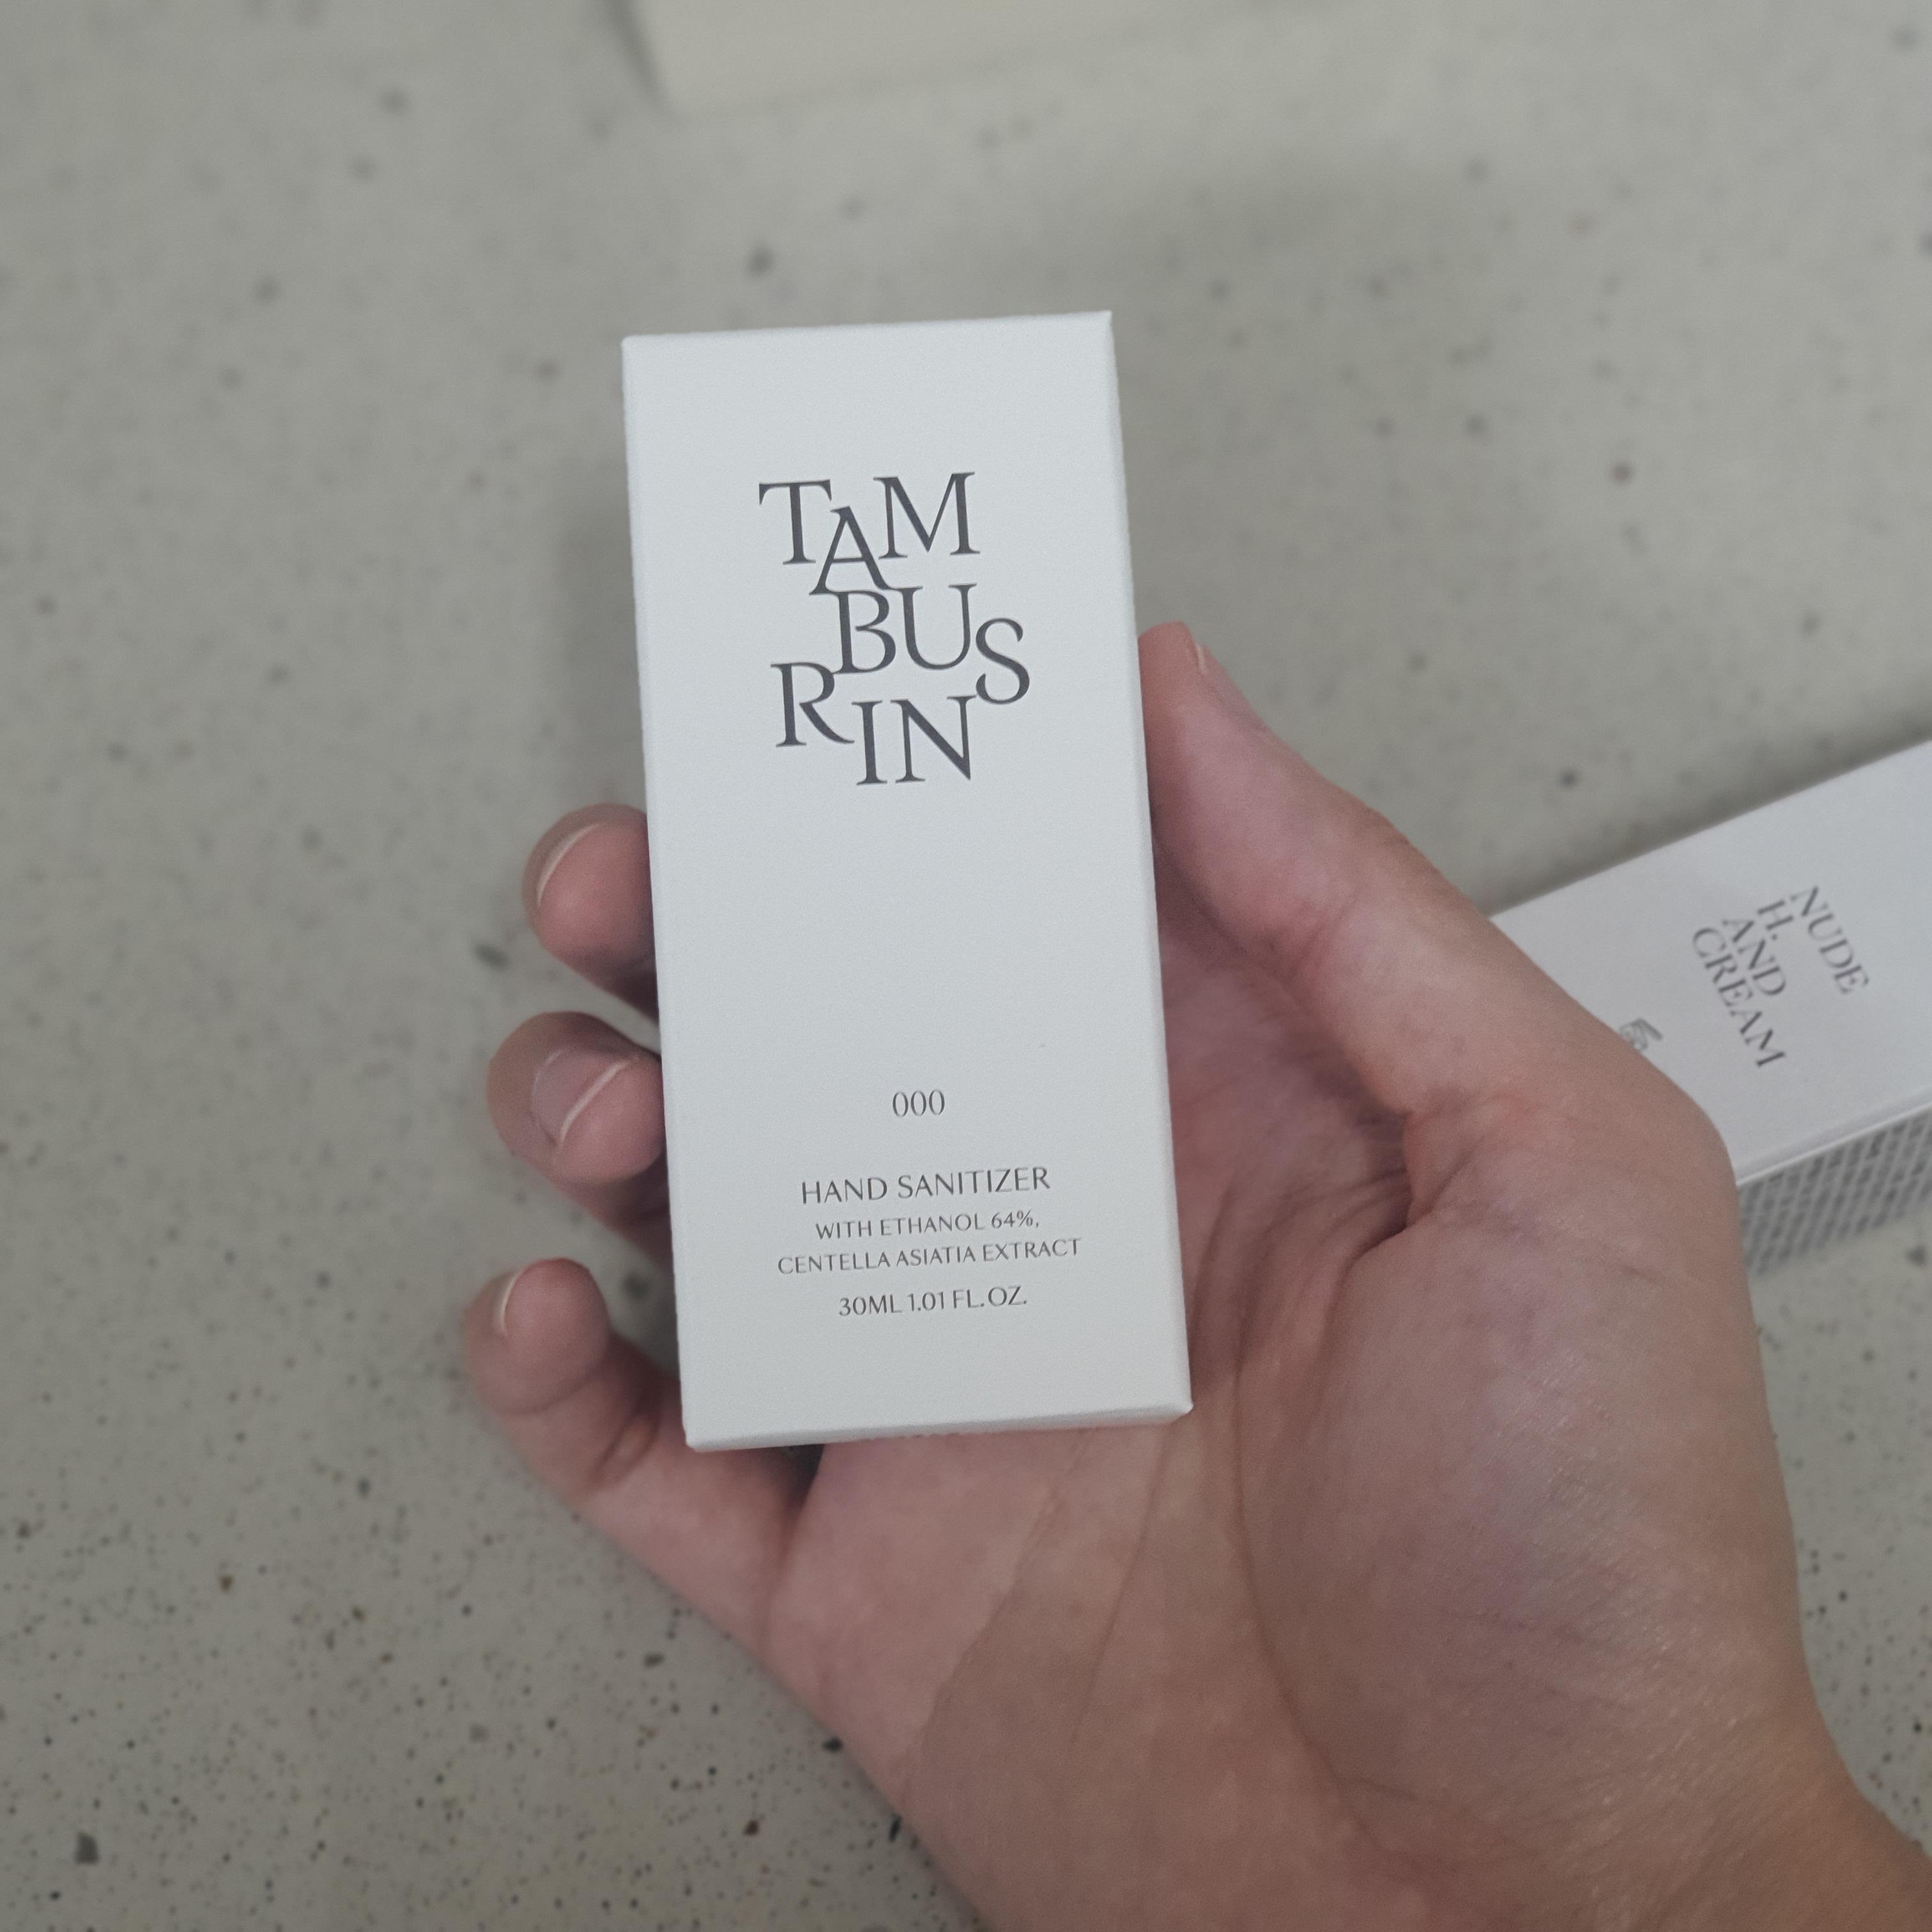 TAM
BUS
RIN
000
HAND SANITIZER
WITH ETHANOL 64%,
CENTELLA ASIATIA EXTRACT
30ML 1.01 FL. OZ.
NUDE
H.
AND
CREAM